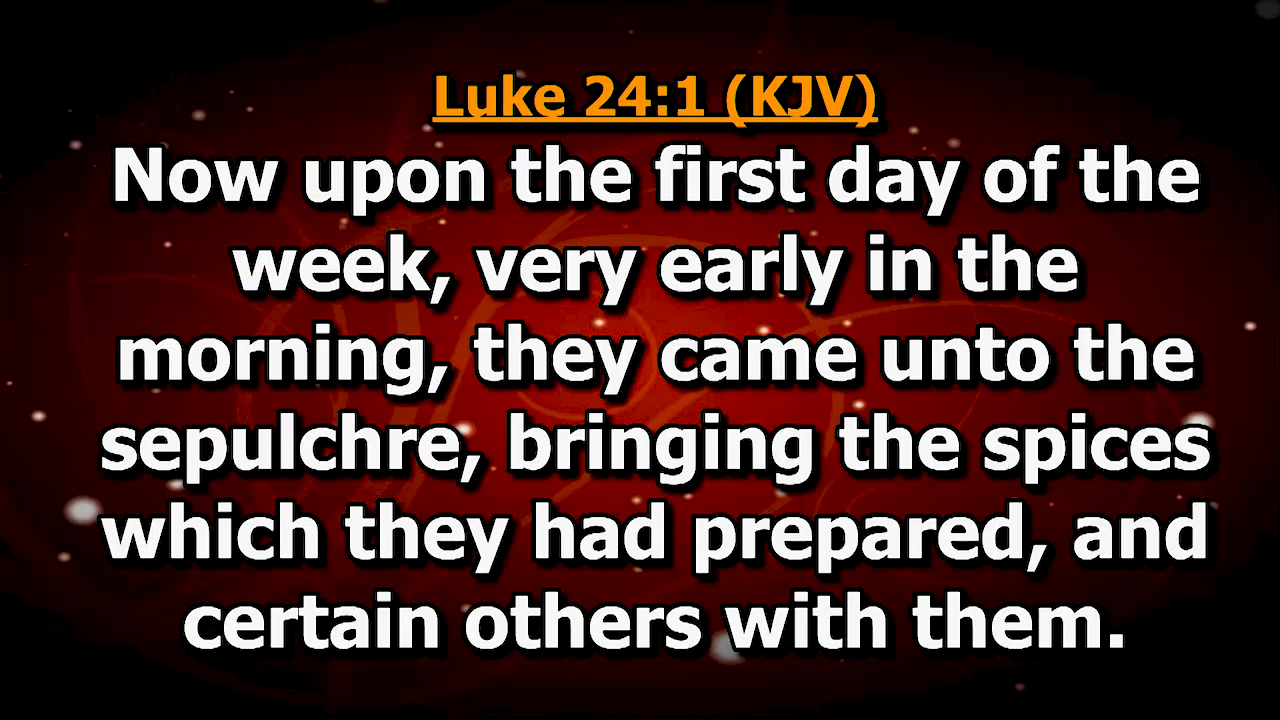 Luke 24:1 (KJV)
Now upon the first day of the
week, very early in the
morning, they came unto the
sepulchre, bringing the spices
which they had prepared, and
certain others with them.